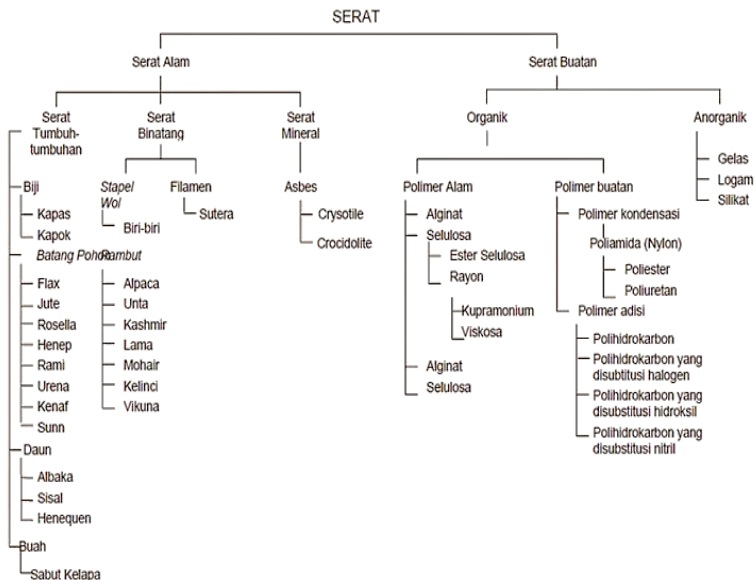 SERAT
Serat Alam
Serat Buatan
Serat
Tumbuh-
tumbuhan
Serat
Binatang
Serat
Mineral
Organik
Anorganik
Gelas
Logam
Silikat
Biji
Kapas
Kapok
Batang Pohon
Flax
Jute
Rosella
Henep
Rami
Urena
Kenaf
Sunn
Daun
Albaka
Sisal
Henequen
Buah
Sabut Kelapa
Stapel
Wol
Biri-biri
Rambut
Alpaca
Unta
Kashmir
Lama
Mohair
Kelinci
Vikuna
Filamen
Sutera
Asbes
Crysotile
Crocidolite
Polimer Alam
Alginat
Selulosa
Ester Selulosa
Rayon
Kupramonium
Viskosa
Alginat
Selulosa
Polimer buatan
Polimer kondensasi
Poliamida (Nylon)
Poliester
Poliuretan
Polimer adisi
Polihidrokarbon
Polihidrokarbon yang
disubtitusi halogen
Polihidrokarbon yang
disubstitusi hidroksil
Polihidrokarbon yang
disubstitusi nitril